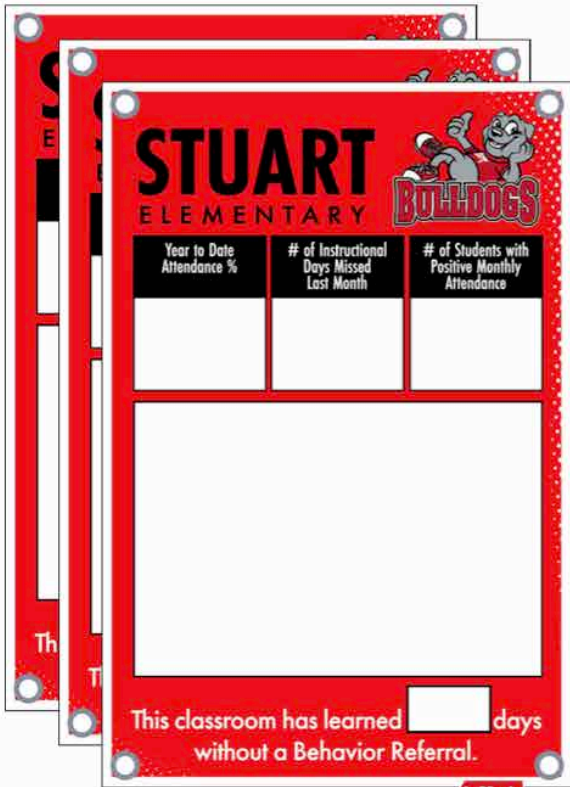 STUART
ELEMENTARY
BULLDOGS
Year to Date
Attendance %
# of Instructional
Days Missed
Last Month
# of Students with
Positive Monthly
Attendance
This classroom has learned days
without a Behavior Referral.
Th